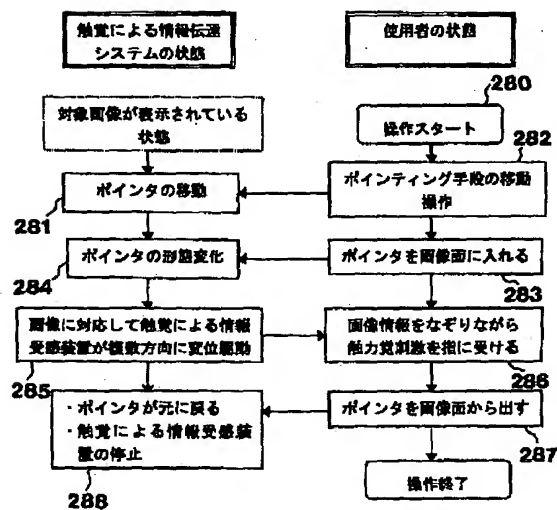 触覚による情報伝達
システムの状態
使用者の状態
280
対象画像が表示されている
状態
操作スタート
282
ポインタの移動
ポインティング手段の移動
操作
281
ポインタの形態変化
ポインタを画像面に入れる
284
283
画像に対応して触覚による情報
受感装置が複数方向に変位駆動
画像情報をなぞりながら
触力覚刺激を指に受ける
285
286
・ポインタが元に戻る
・触覚による情報受感装
置の停止
ポインタを画像面から出す
287
288
操作終了